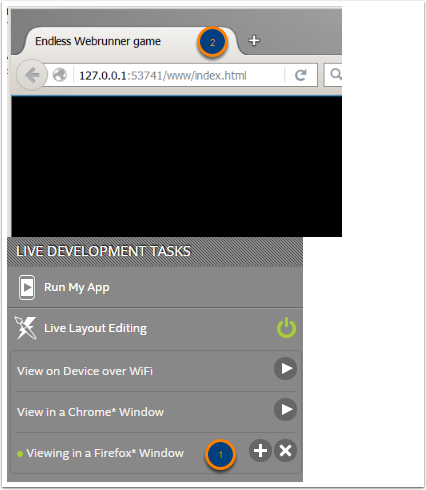 Endless Webrunner game
2
127.0.0.1:53741/www/index.html
LIVE DEVELOPMENT TASKS
Run My App
Live Layout Editing
View on Device over WiFi
View in a Chrome* Window
Viewing in a Firefox* Window
1